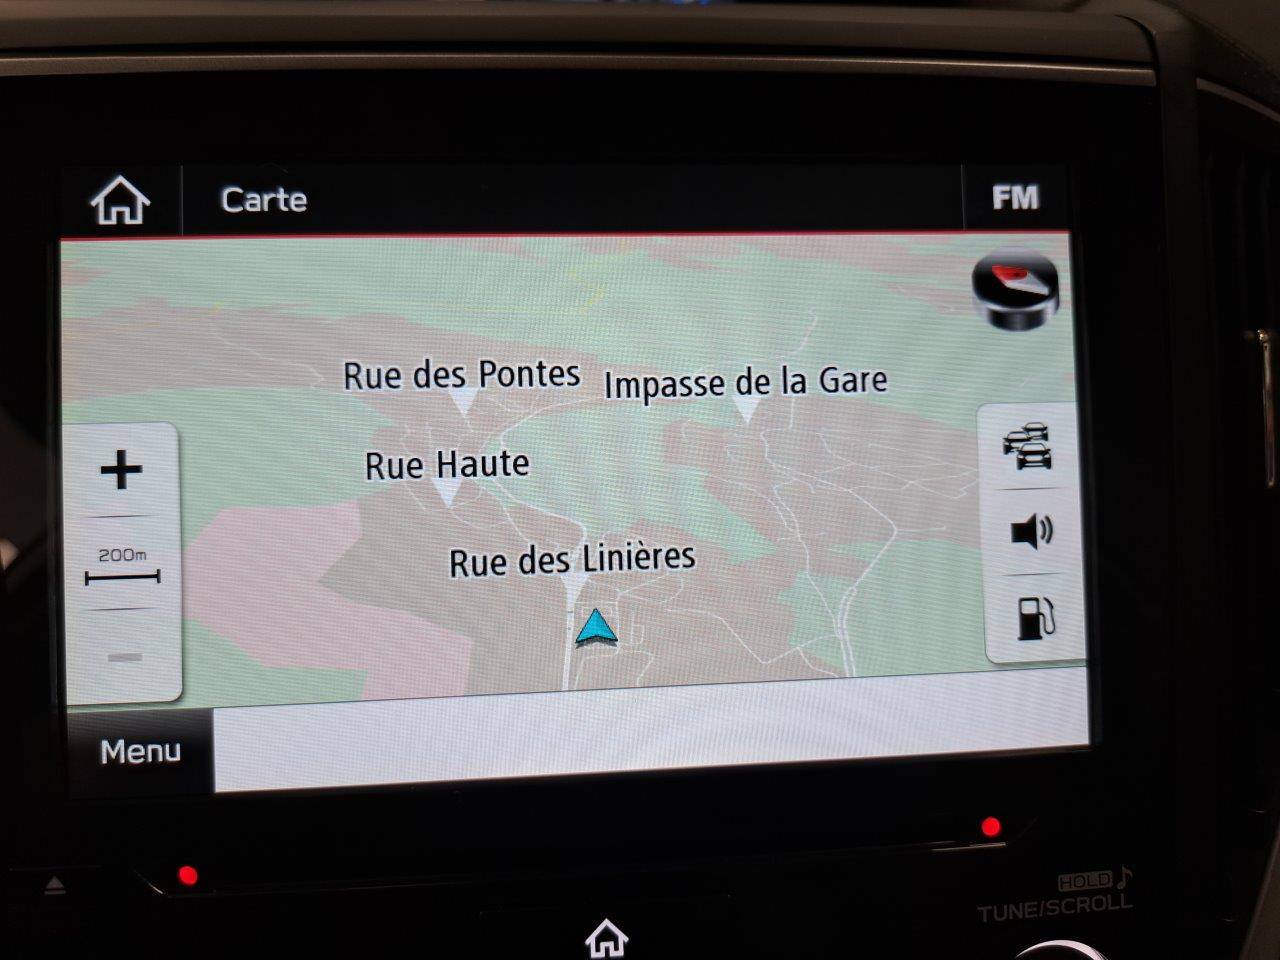 Carte
FM
Rue des Pontes
Impasse de la Gare
Rue Haute
200m
Rue des Linières
Menu
HOLD
TUNE/SCROLL